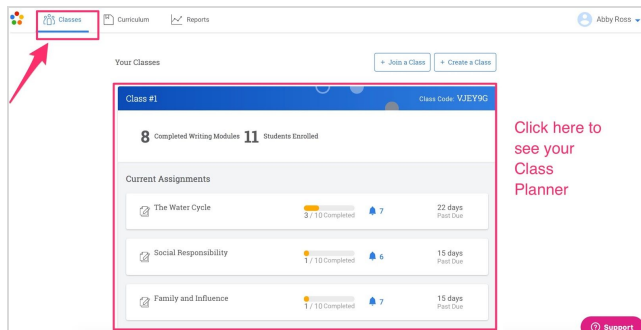 Classes
Curriculum
Reports
Abby Ross
Your Classes
+ Join a Class
+ Create a Class
Class #1
Class Code: VJEY9G
8 Completed Writing Modules 11 Students Enrolled
Current Assignments
The Water Cycle
3 / 10 Completed
7
22 days
Past Due
Social Responsibility
1 / 10 Completed
6
15 days
Past Due
Family and Influence
1 / 10 Completed
7
15 days
Past Due
Click here to
see your
Class
Planner
Support